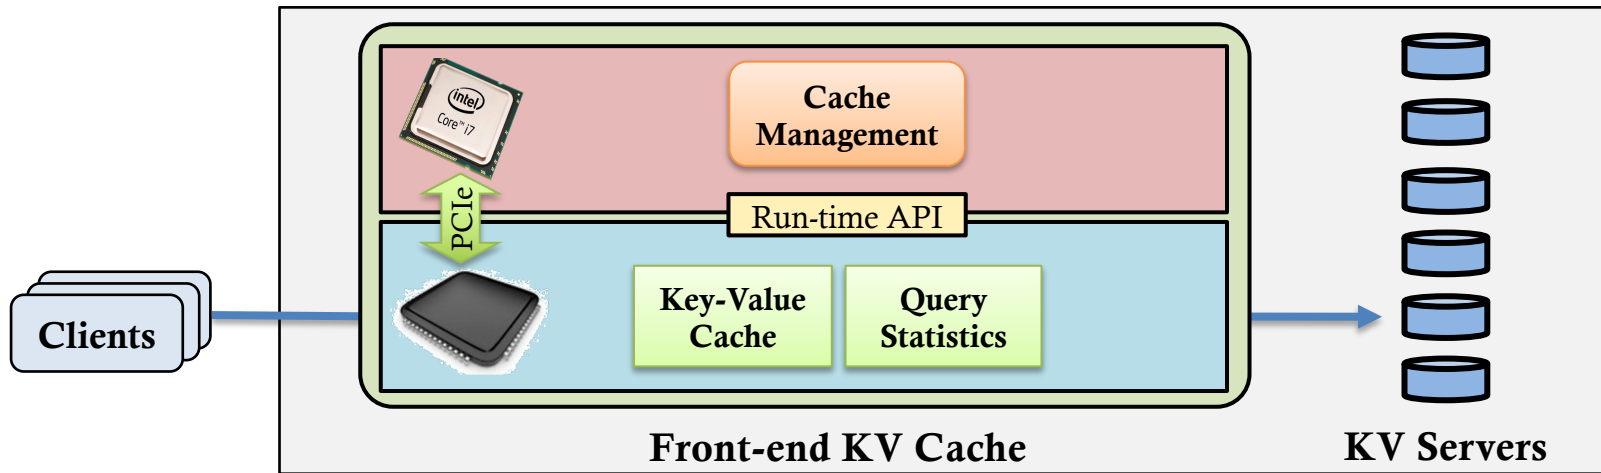 intel
Core™ i7
Cache
Management
PCIe
Run-time API
Clients
Key-Value
Cache
Query
Statistics
Front-end KV Cache
KV Servers